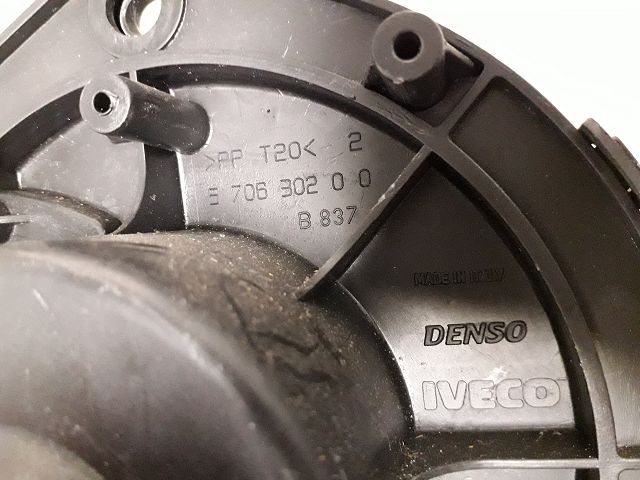 >PP T20< 2
5 706 302 0 0
B 837
MADE IN ITALY
DENSO
IVECO